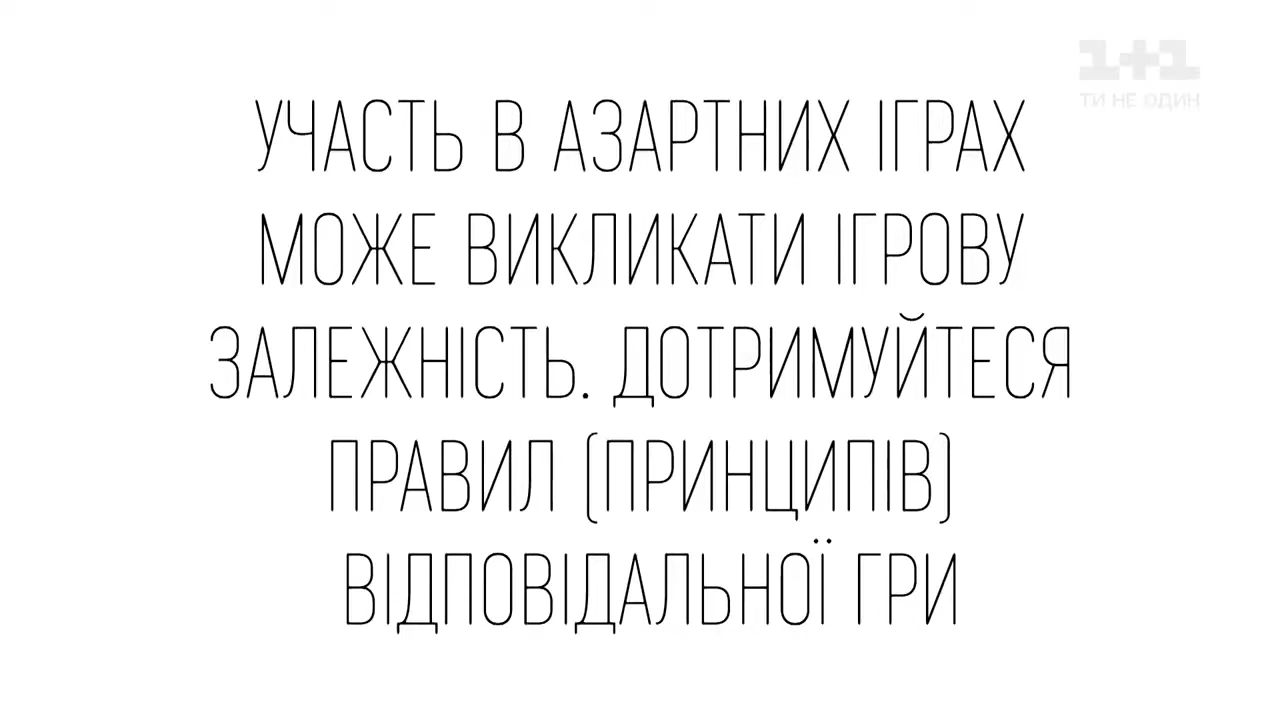 1+1
ТИ НЕ ОДИН
УЧАСТЬ В АЗАРТНИХ ІГРАХ
МОЖЕ ВИКЛИКАТИ ІГРОВУ
ЗАЛЕЖНІСТЬ. ДОТРИМУЙТЕСЯ
ПРАВИЛ (ПРИНЦИПІВ)
ВІДПОВІДАЛЬНОЇ ГРИ